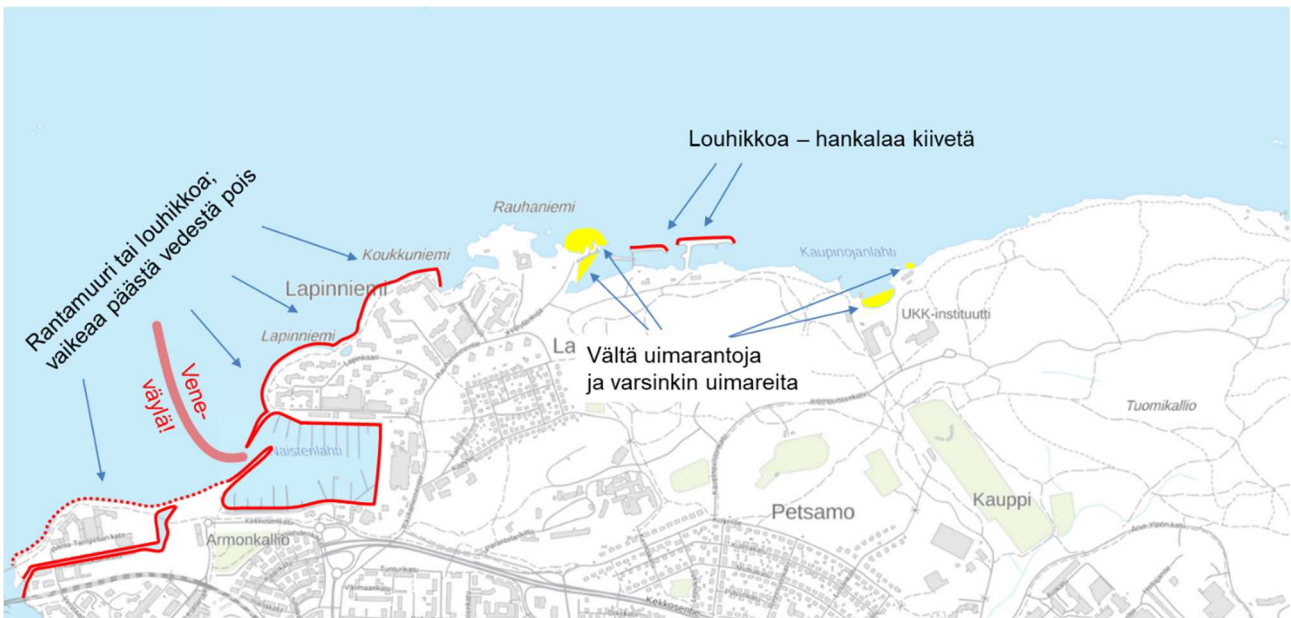 Louhikkoa – hankalaa kiivetä
Rantamuuri tai louhikkoa;
vaikeaa päästä vedestä pois
Rauhaniemi
Koukkuniemi
Kaupinojanlahti
Lapinniemi
UKK-instituutti
Lapinniemi
La
Vältä uimarantoja
ja varsinkin uimareita
Vene-
väylä!
Tuomikallio
Naistenlahti
Kauppi
Petsamo
Armonkallio
Kekkosentie